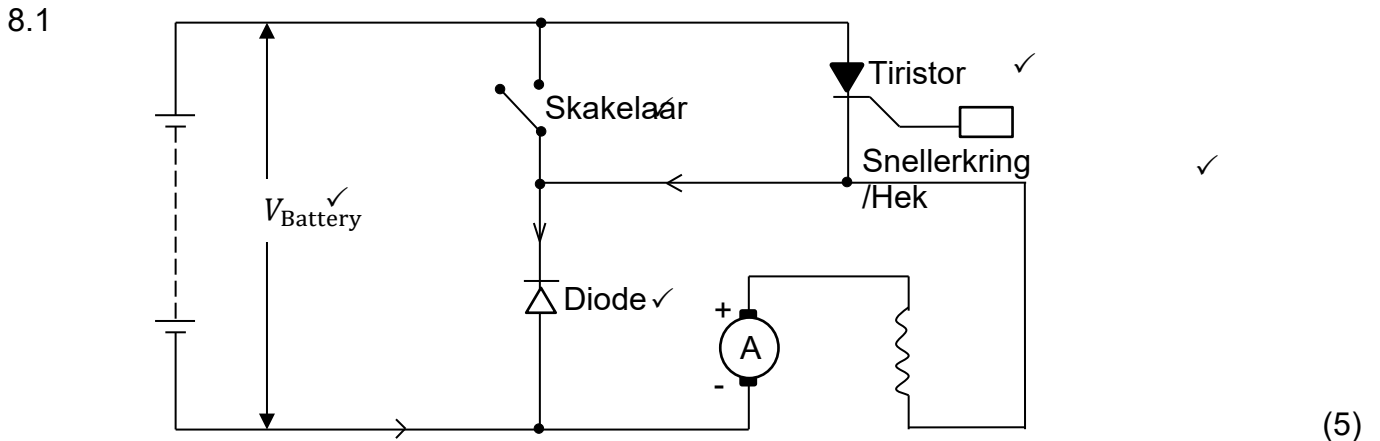 8.1
Tiristor ✓
Skakelaar ✓
Snellerkring ✓
/Hek
V_Battery ✓
Diode ✓
+
A
-
(5)